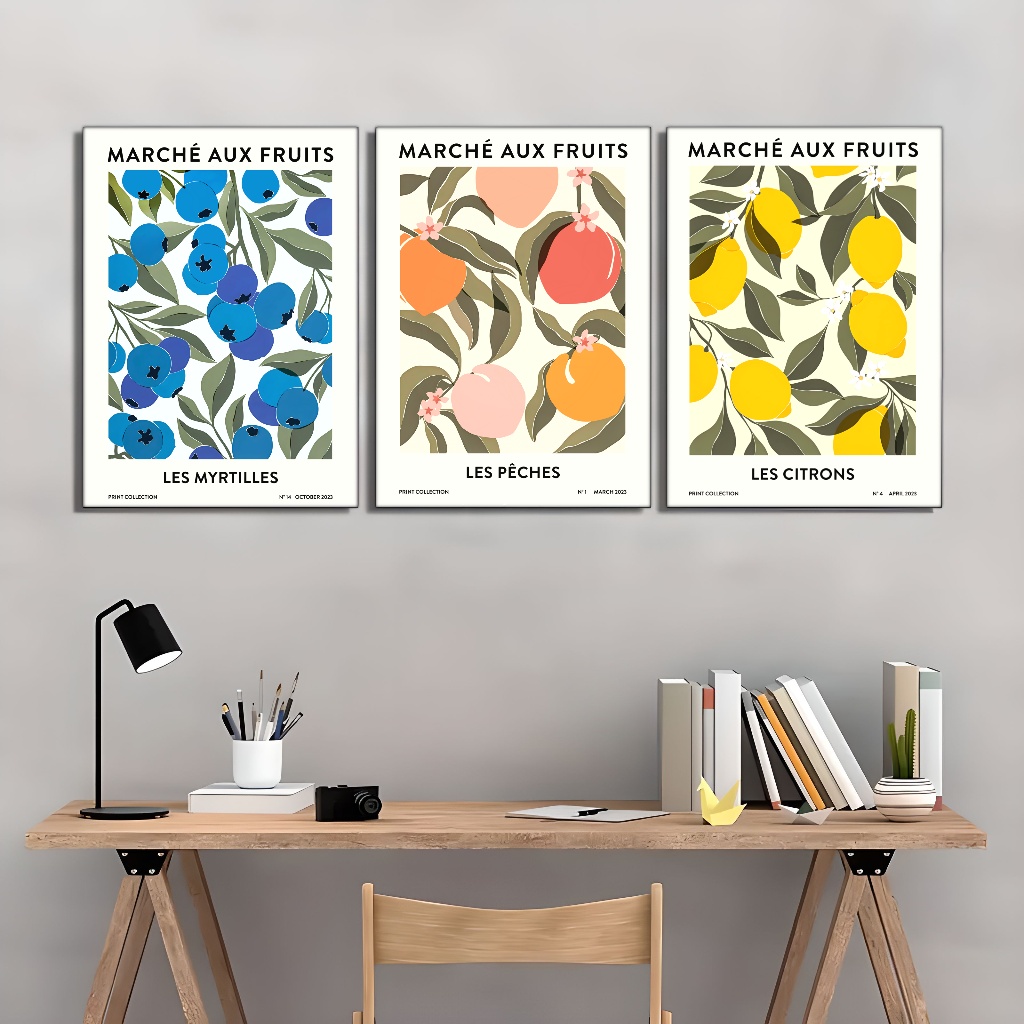 MARCHÉ AUX FRUITS
LES MYRTILLES
PRINT COLLECTION
N° 14 OCTOBER 2023
MARCHÉ AUX FRUITS
LES PÊCHES
PRINT COLLECTION
N° 1 MARCH 2023
MARCHÉ AUX FRUITS
LES CITRONS
PRINT COLLECTION
N° 4 APRIL 2023